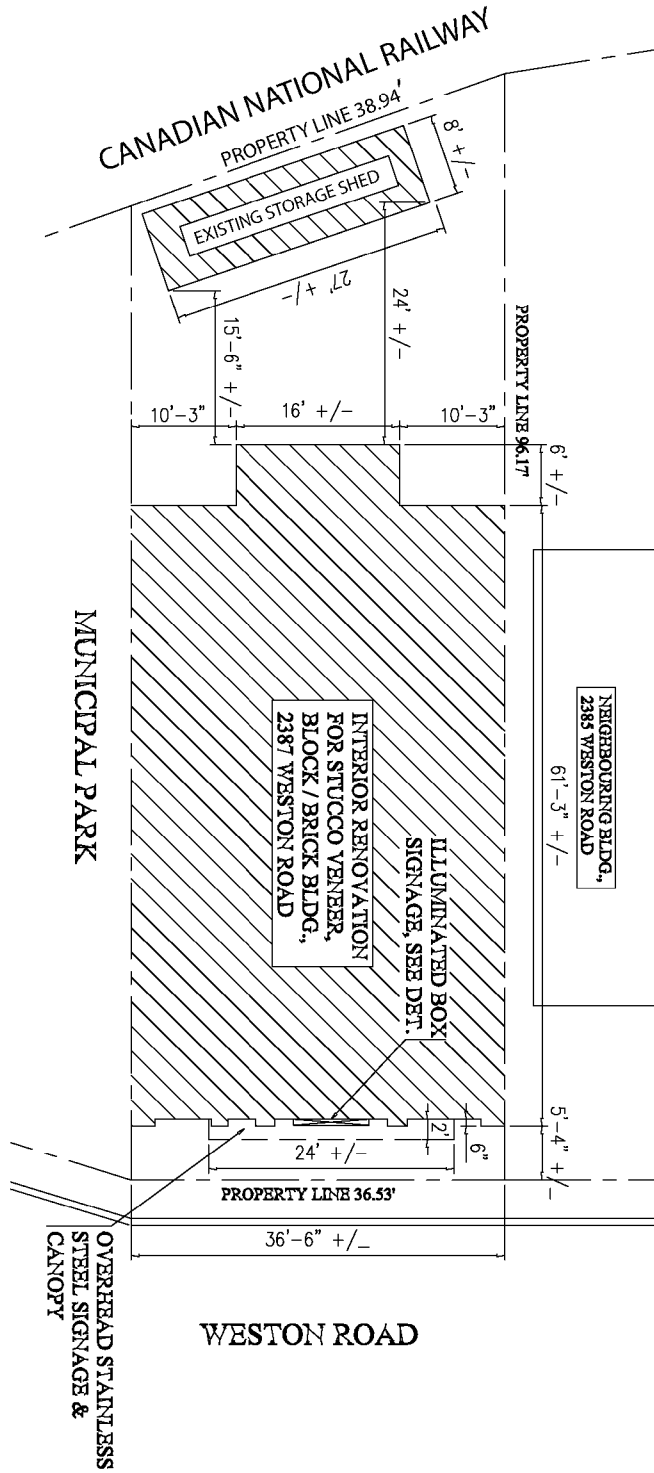 CANADIAN NATIONAL RAILWAY
PROPERTY LINE 38.94'
8' +/-
EXISTING STORAGE SHED
27' +/-
24' +/-
15'-6" +/-
PROPERTY LINE 96.17'
10'-3"
16' +/-
10'-3"
6' +/-
MUNICIPAL PARK
INTERIOR RENOVATION
FOR STUCCO VENEER,
BLOCK / BRICK BLDG.,
2387 WESTON ROAD
NEIGHBOURING BLDG.,
2385 WESTON ROAD
61'-3" +/-
ILLUMINATED BOX
SIGNAGE, SEE DET.
2'
6"
5'-4" +/-
24' +/-
PROPERTY LINE 36.53'
36'-6" +/-
OVERHEAD STAINLESS
STEEL SIGNAGE &
CANOPY
WESTON ROAD